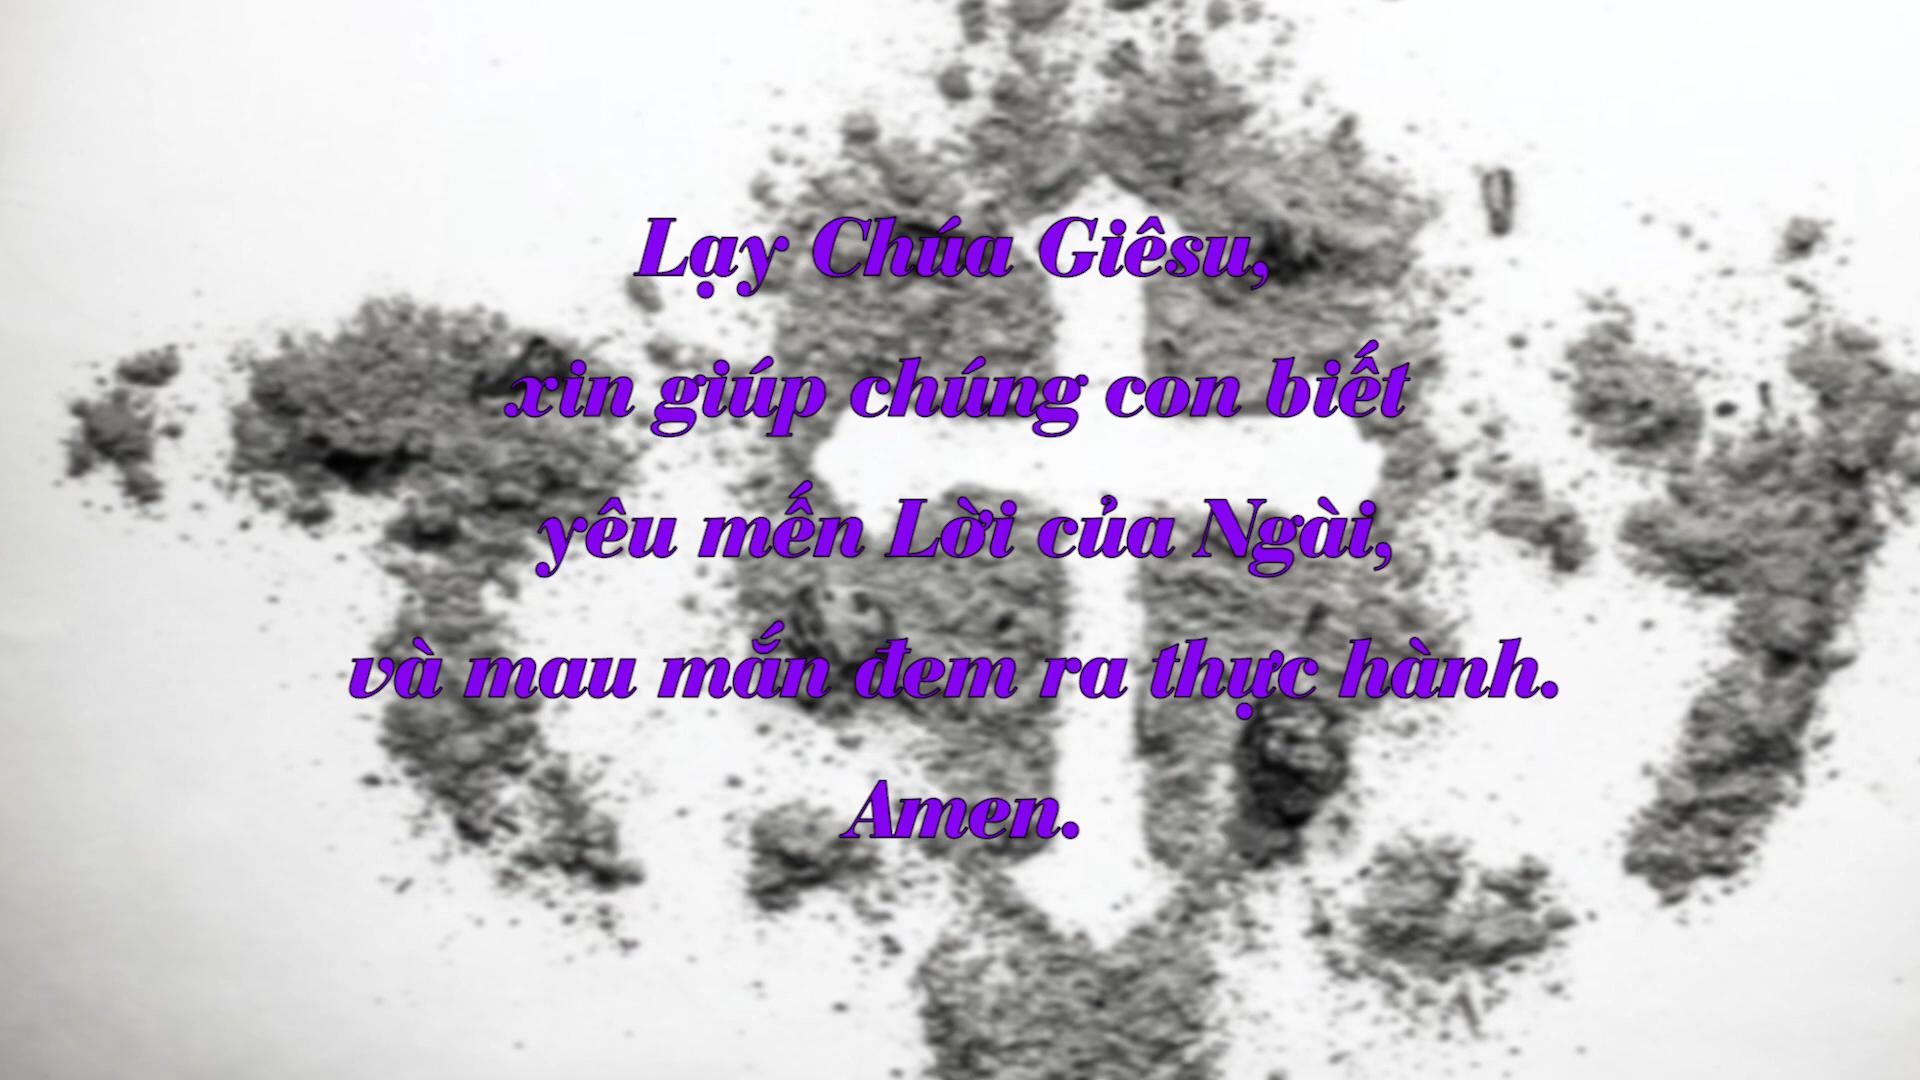 Lạy Chúa Giêsu,
xin giúp chúng con biết
yêu mến Lời của Ngài,
và mau mắn đem ra thực hành.
Amen.